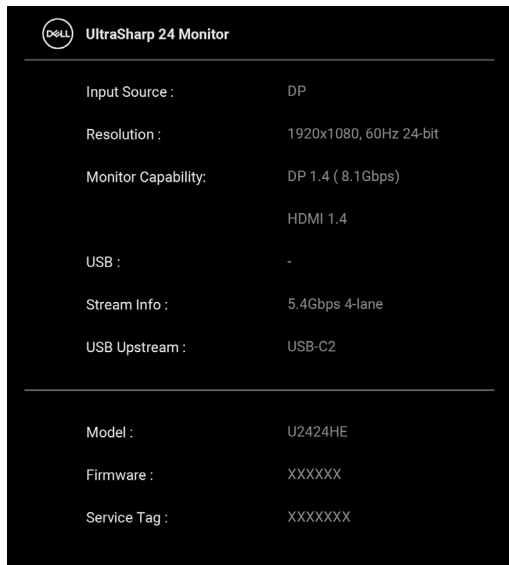 DELL
UltraSharp 24 Monitor
Input Source : DP
Resolution : 1920x1080, 60Hz 24-bit
Monitor Capability: DP 1.4 ( 8.1Gbps)
HDMI 1.4
USB : -
Stream Info : 5.4Gbps 4-lane
USB Upstream : USB-C2
Model : U2424HE
Firmware : XXXXXX
Service Tag : XXXXXXX